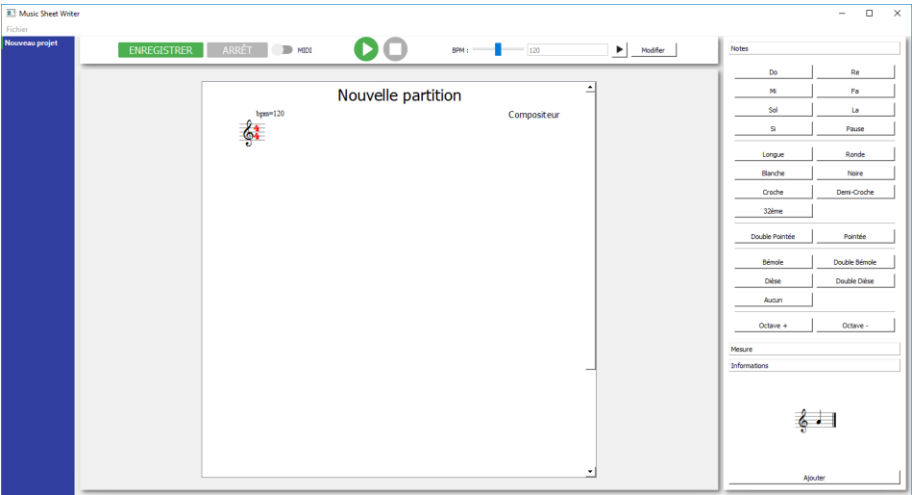 Music Sheet Writer
Fichier
Nouveau projet
ENREGISTRER ARRÊT MIDI BPM : 120 Modifier
Nouvelle partition
bpm=120
Compositeur
4
4
Notes
Do Re
Mi Fa
Sol La
Si Pause
Longue Ronde
Blanche Noire
Croche Demi-Croche
32ème
Double Pointée Pointée
Bémole Double Bémole
Dièse Double Dièse
Aucun
Octave + Octave -
Mesure
Informations
Ajouter